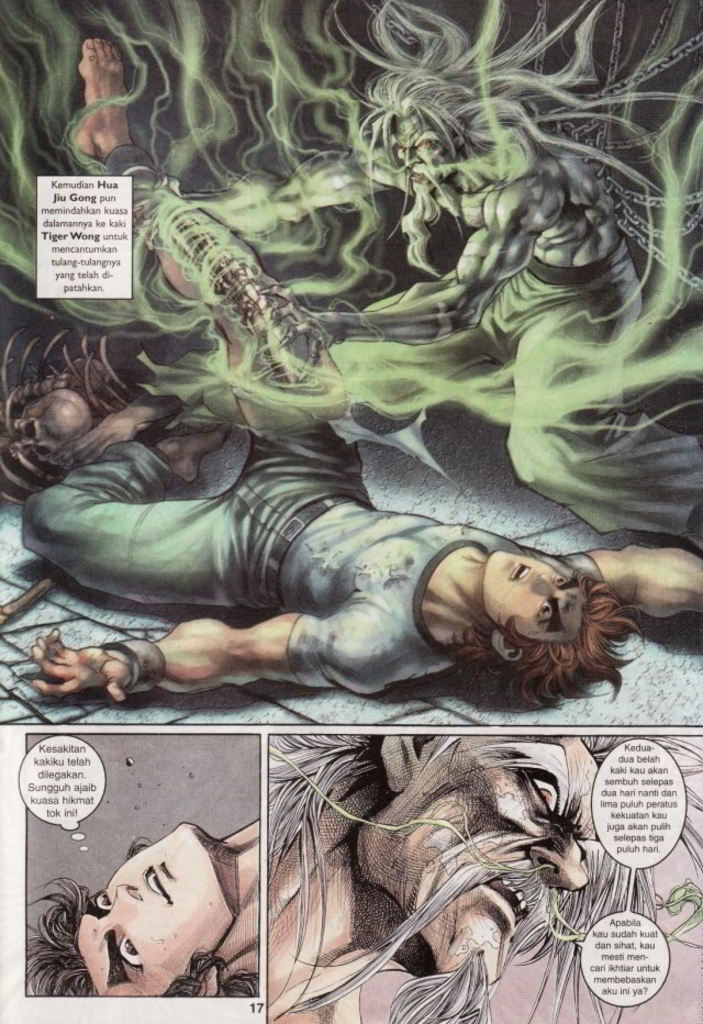 Kemudian Hua
Jiu Gong pun
memindahkan kuasa
dalamannya ke kaki
Tiger Wong untuk
mencantumkan
tulang-tulangnya
yang telah di-
patahkan.
Kesakitan
kakiku telah
dilegakan.
Sungguh ajaib
kuasa hikmat
tok ini!
Kedua-
dua belah
kaki kau akan
sembuh selepas
dua hari nanti dan
lima puluh peratus
kekuatan kau
juga akan pulih
selepas tiga
puluh hari.
Apabila
kau sudah kuat
dan sihat, kau
mesti men-
cari ikhtiar untuk
membebaskan
aku ini ya?
17